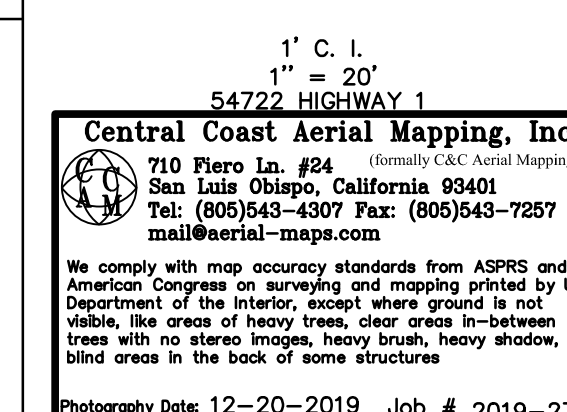 1' C. I.
1" = 20'
54722 HIGHWAY 1
Central Coast Aerial Mapping, Inc
(formally C&C Aerial Mapping
C C A M
710 Fiero Ln. #24
San Luis Obispo, California 93401
Tel: (805)543-4307 Fax: (805)543-7257
mail@aerial-maps.com
We comply with map accuracy standards from ASPRS and
American Congress on surveying and mapping printed by U
Department of the Interior, except where ground is not
visible, like areas of heavy trees, clear areas in-between
trees with no stereo images, heavy brush, heavy shadow,
blind areas in the back of some structures
Photography Date: 12-20-2019 Job # 2019-27